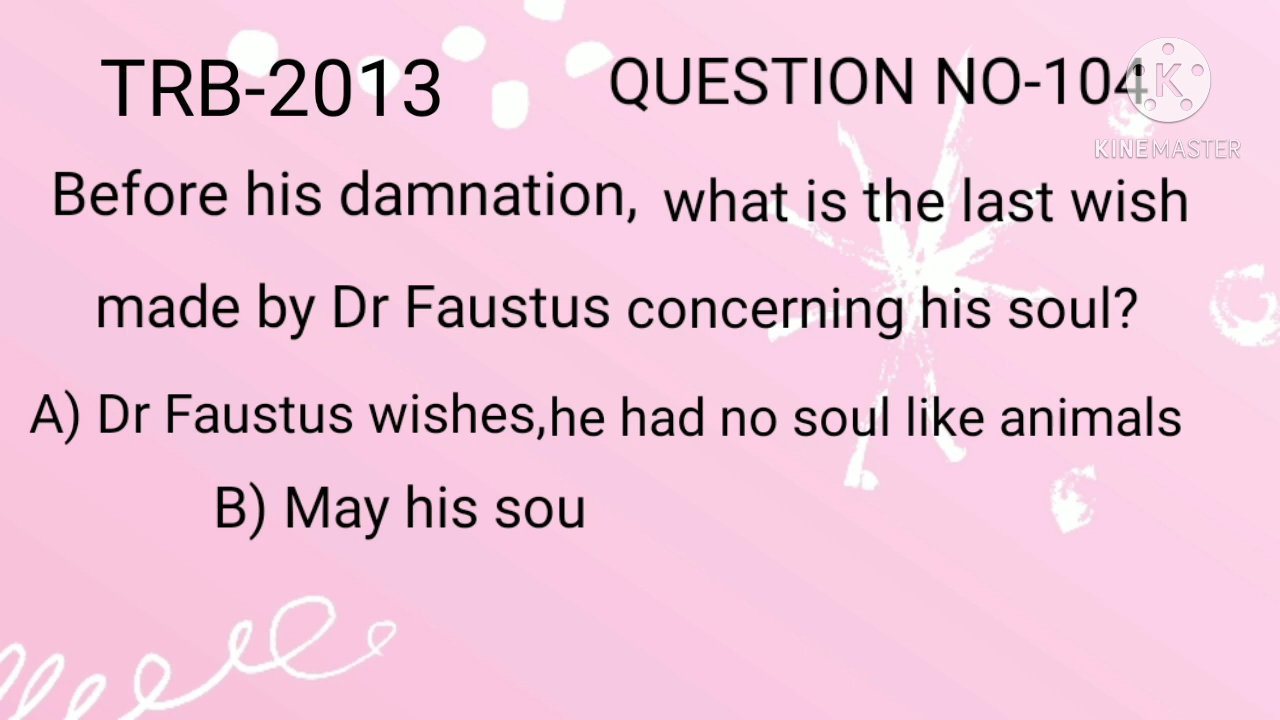 TRB-2013 QUESTION NO-104
K
KINEMASTER
Before his damnation, what is the last wish
made by Dr Faustus concerning his soul?
A) Dr Faustus wishes,he had no soul like animals
B) May his sou